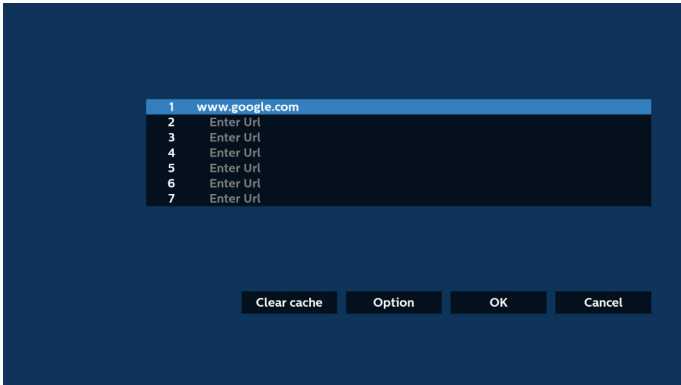 1 www.google.com
2 Enter Url
3 Enter Url
4 Enter Url
5 Enter Url
6 Enter Url
7 Enter Url
Clear cache Option OK Cancel